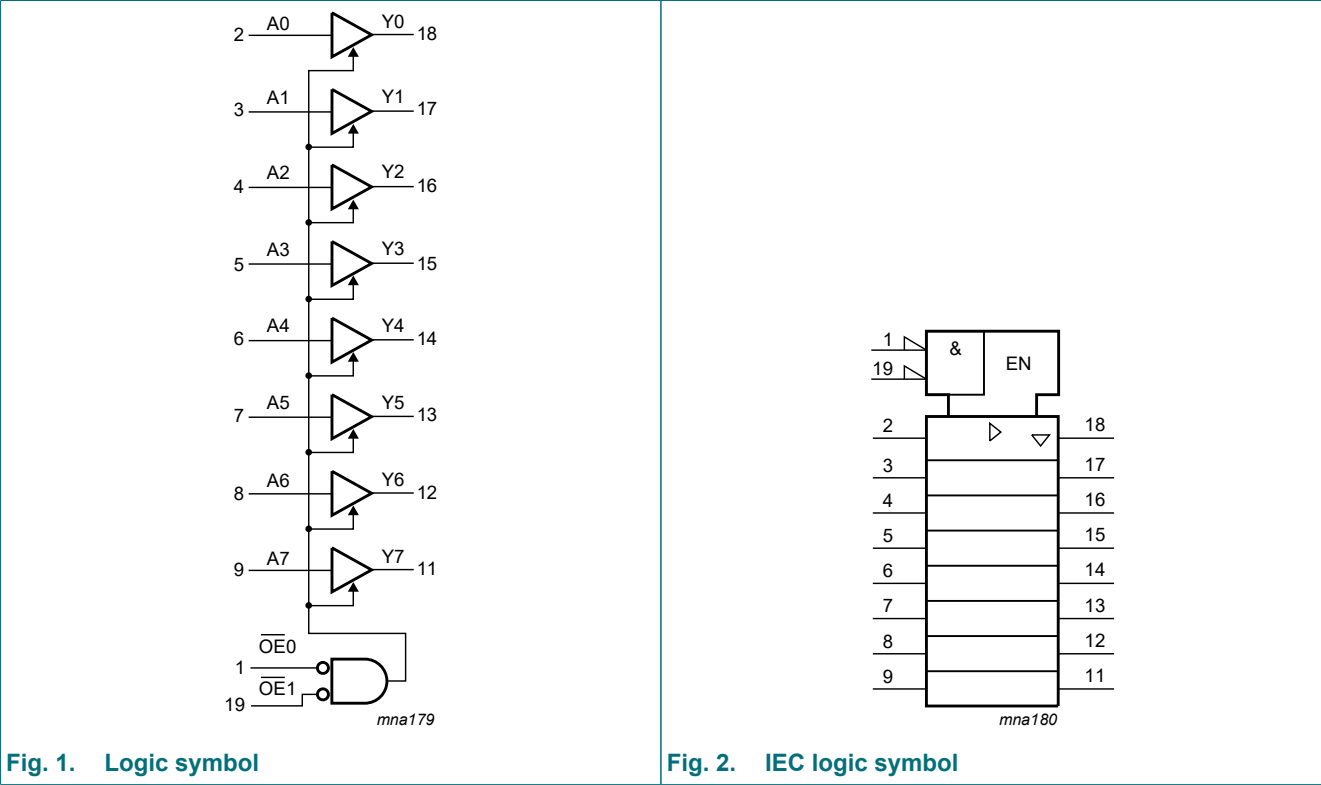 2 A0 Y0 18
3 A1 Y1 17
4 A2 Y2 16
5 A3 Y3 15
6 A4 Y4 14
7 A5 Y5 13
8 A6 Y6 12
9 A7 Y7 11
O̅E̅0
1
O̅E̅1
19
mna179
Fig. 1. Logic symbol
1 & EN
19
2 18
3 17
4 16
5 15
6 14
7 13
8 12
9 11
mna180
Fig. 2. IEC logic symbol